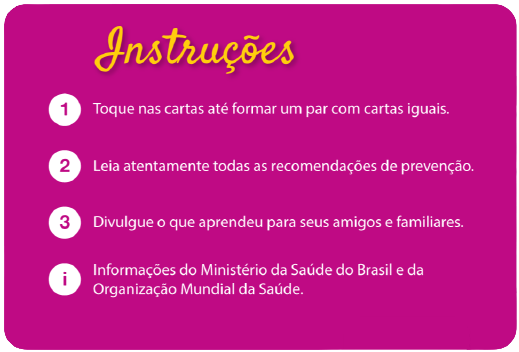 Instruções
1 Toque nas cartas até formar um par com cartas iguais.
2 Leia atentamente todas as recomendações de prevenção.
3 Divulgue o que aprendeu para seus amigos e familiares.
i Informações do Ministério da Saúde do Brasil e da
Organização Mundial da Saúde.